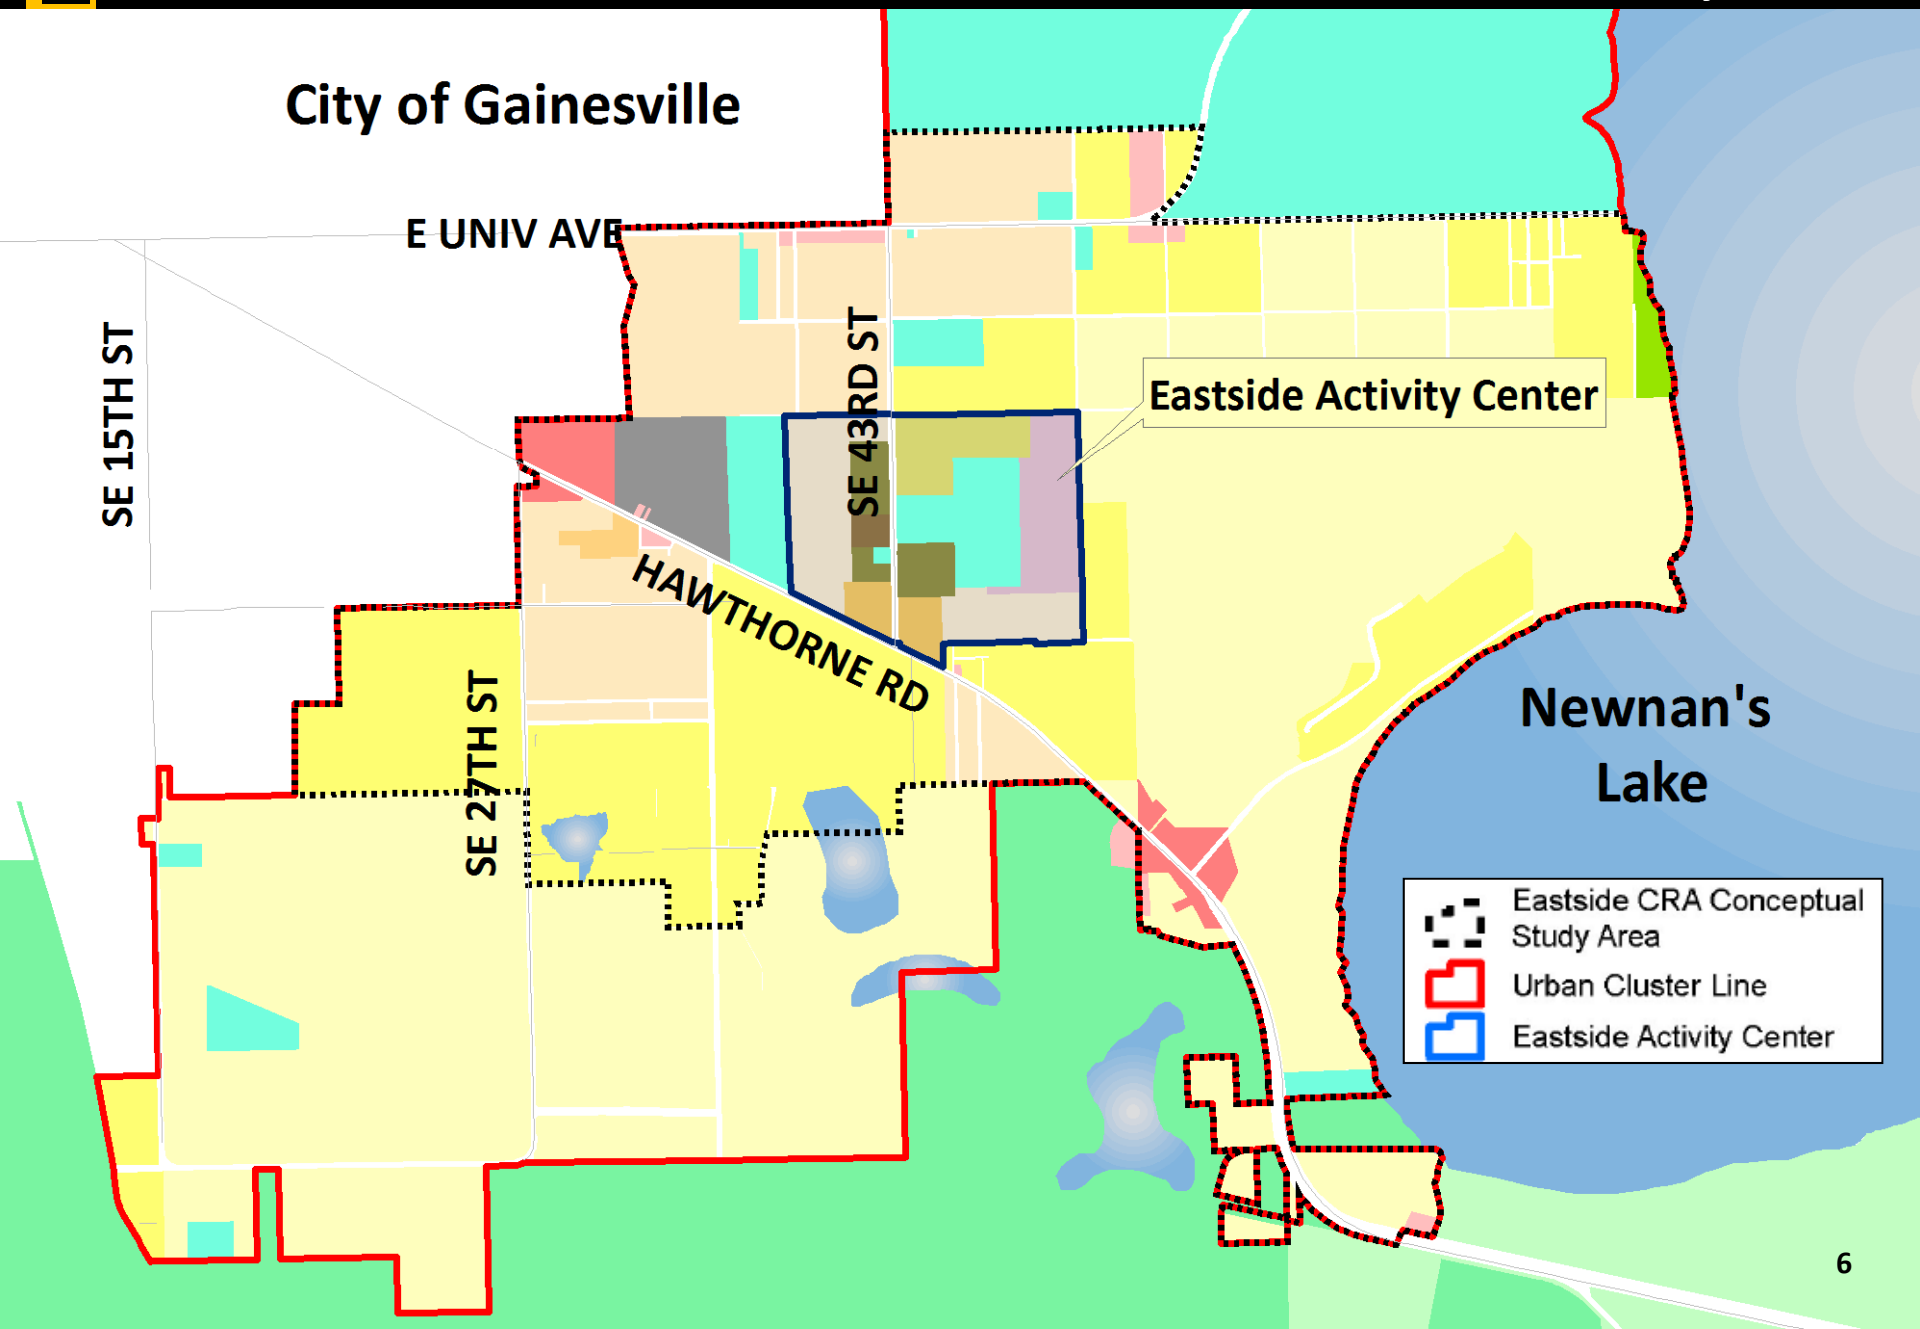 City of Gainesville
E UNIV AVE
SE 15TH ST
SE 43RD ST
Eastside Activity Center
HAWTHORNE RD
SE 27TH ST
Newnan's
Lake
Eastside CRA Conceptual
Study Area
Urban Cluster Line
Eastside Activity Center
6